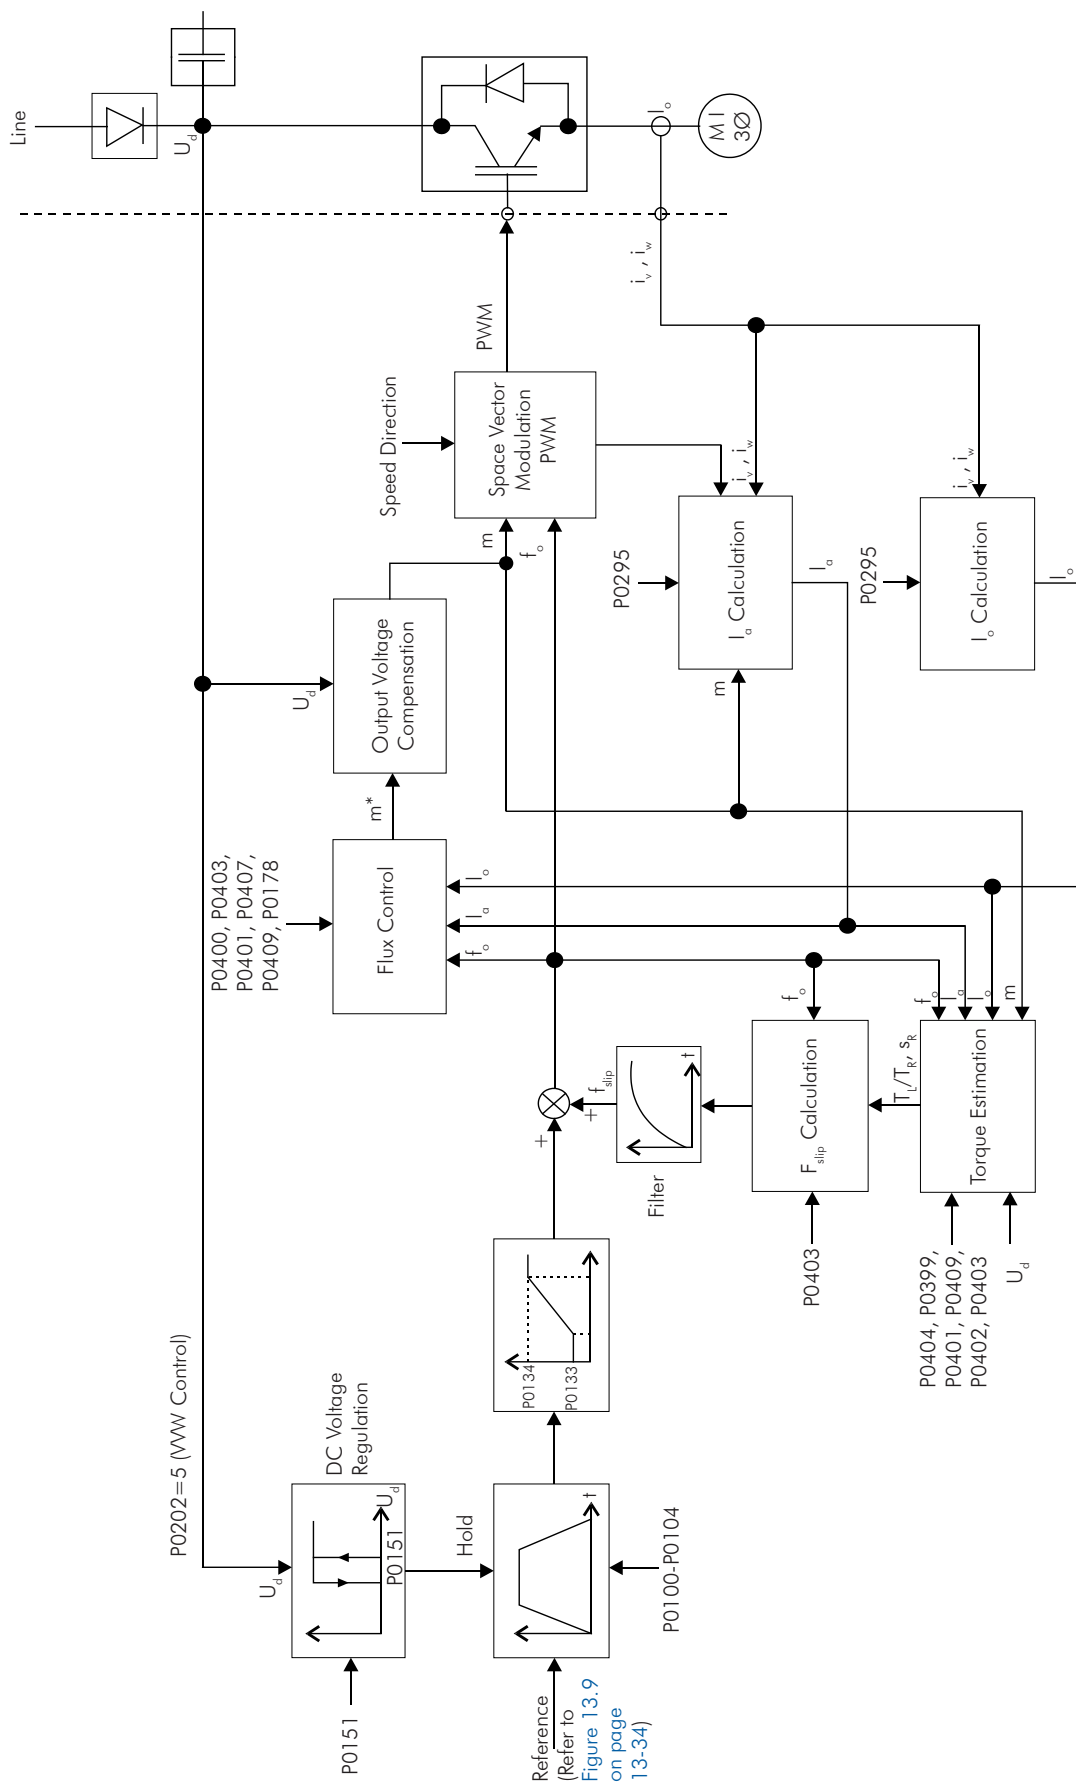 P0202=5 (VVW Control)
Line
U_d
I_o
M I
3Ø
PWM
i_v , i_w
Speed Direction
Space Vector
Modulation
PWM
m
f_o
U_d
Output Voltage
Compensation
m*
P0400, P0403,
P0401, P0407,
P0409, P0178
Flux Control
f_o
I_a
I_o
P0295
i_v , i_w
I_a Calculation
m
I_a
P0295
i_v , i_w
I_o Calculation
I_o
U_d
DC Voltage
Regulation
U_d
P0151
P0151
Hold
t
P0100-P0104
Reference
(Refer to
Figure 13.9
on page
13-34)
P0134
P0133
+
+
f_slip
t
Filter
f_o
F_slip Calculation
P0403
T_L/T_R, s_R
f_o
I_a
I_o
m
Torque Estimation
P0404, P0399,
P0401, P0409,
P0402, P0403
U_d